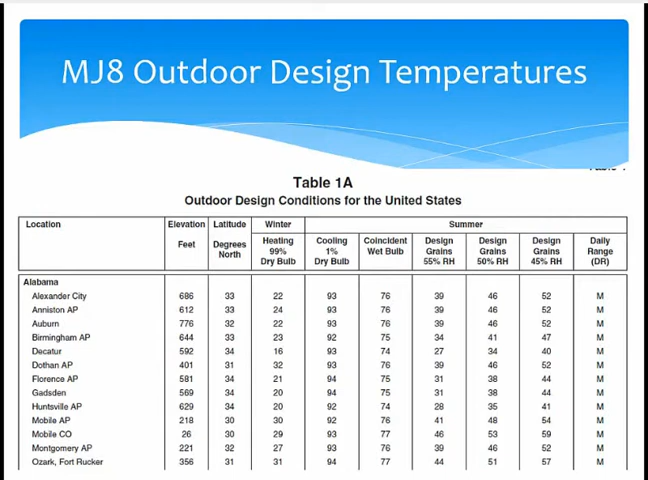 MJ8 Outdoor Design Temperatures
Table 1A
Outdoor Design Conditions for the United States
Location Elevation Latitude Winter Summer
Feet Degrees North Heating 99% Dry Bulb Cooling 1% Dry Bulb Coincident Wet Bulb Design Grains 55% RH Design Grains 50% RH Design Grains 45% RH Daily Range (DR)
Alabama
Alexander City 686 33 22 93 76 39 46 52 M
Anniston AP 612 33 24 93 76 39 46 52 M
Auburn 776 32 22 93 76 39 46 52 M
Birmingham AP 644 33 23 92 75 34 41 47 M
Decatur 592 34 16 93 74 27 34 40 M
Dothan AP 401 31 32 93 76 39 46 52 M
Florence AP 581 34 21 94 75 31 38 44 M
Gadsden 569 34 20 94 75 31 38 44 M
Huntsville AP 629 34 20 92 74 28 35 41 M
Mobile AP 218 30 30 92 76 41 48 54 M
Mobile CO 26 30 29 93 77 46 53 59 M
Montgomery AP 221 32 27 93 76 39 46 52 M
Ozark, Fort Rucker 356 31 31 94 77 44 51 57 M